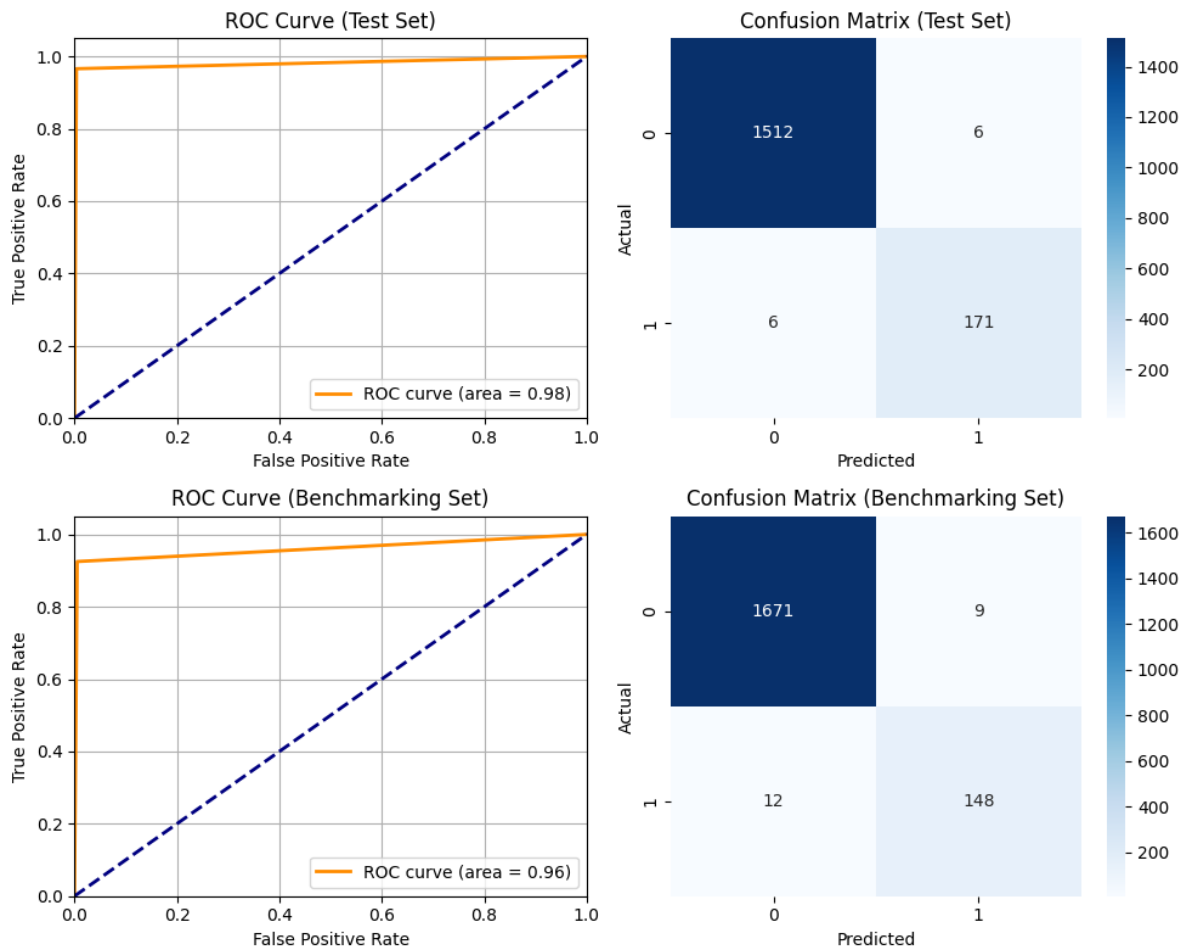 ROC Curve (Test Set)
1.0
0.8
0.6
0.4
0.2
0.0
True Positive Rate
0.0 0.2 0.4 0.6 0.8 1.0
False Positive Rate
ROC curve (area = 0.98)
Confusion Matrix (Test Set)
0
1
Actual
1512 6
6 171
0 1
Predicted
1400
1200
1000
800
600
400
200
ROC Curve (Benchmarking Set)
1.0
0.8
0.6
0.4
0.2
0.0
True Positive Rate
0.0 0.2 0.4 0.6 0.8 1.0
False Positive Rate
ROC curve (area = 0.96)
Confusion Matrix (Benchmarking Set)
0
1
Actual
1671 9
12 148
0 1
Predicted
1600
1400
1200
1000
800
600
400
200